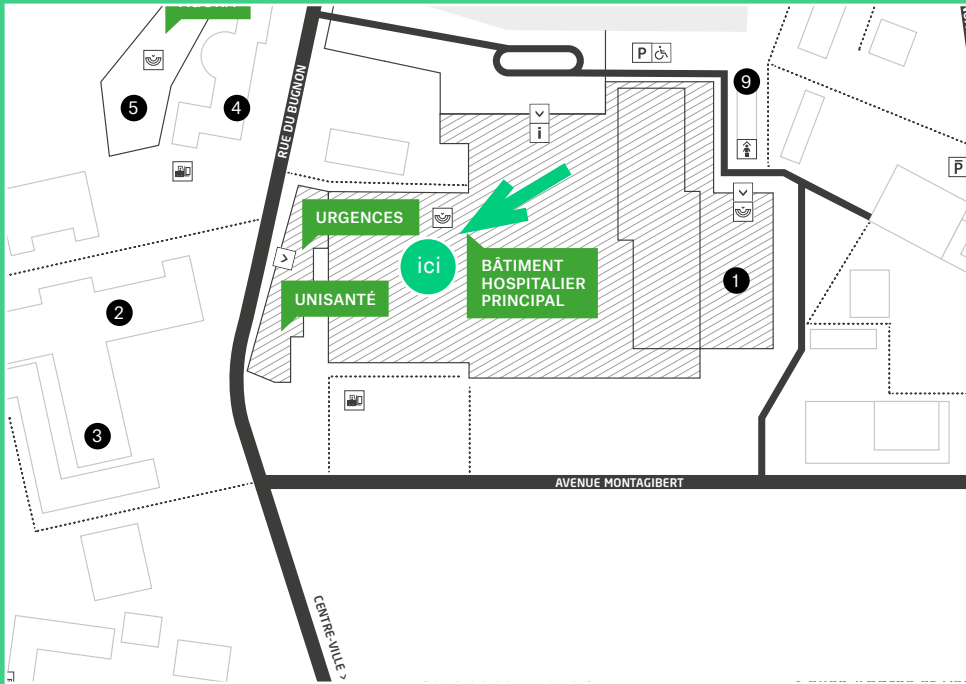 5
4
RUE DU BUGNON
P
i
9
P
URGENCES
ici
BÂTIMENT
HOSPITALIER
PRINCIPAL
UNISANTÉ
1
2
3
AVENUE MONTAGIBERT
CENTRE-VILLE >